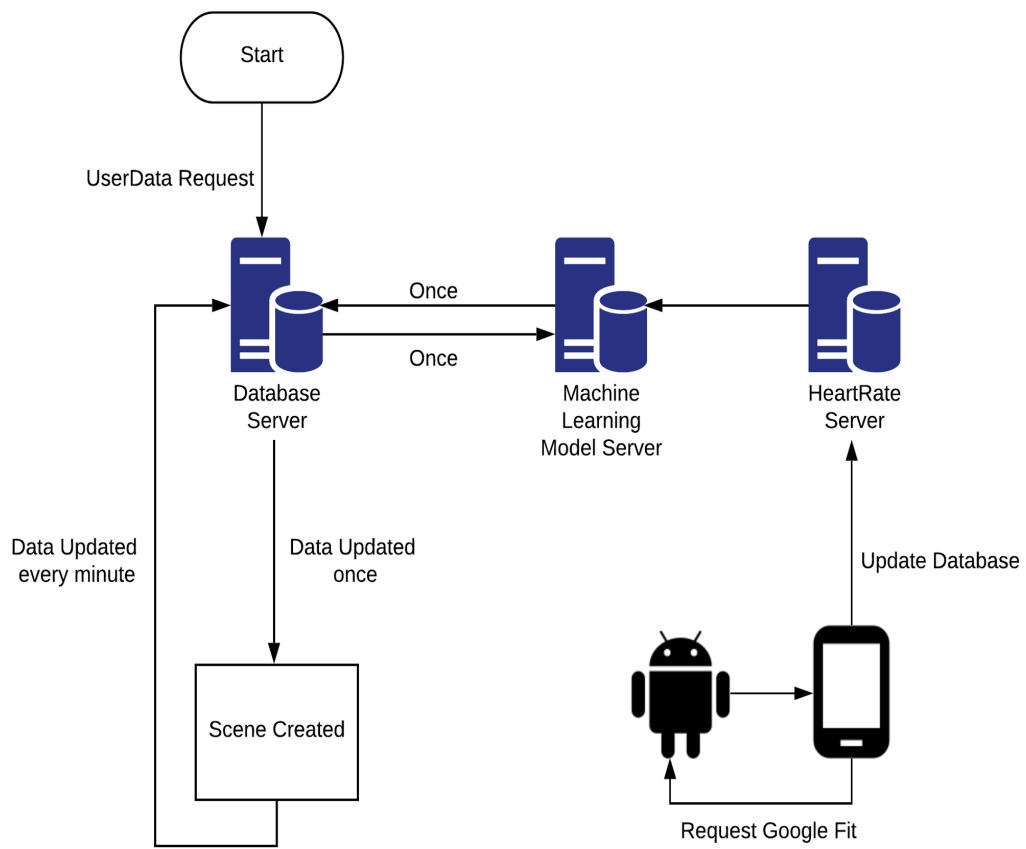 Start
UserData Request
Once
Once
Database
Server
Machine
Learning
Model Server
HeartRate
Server
Data Updated
every minute
Data Updated
once
Update Database
Scene Created
Request Google Fit